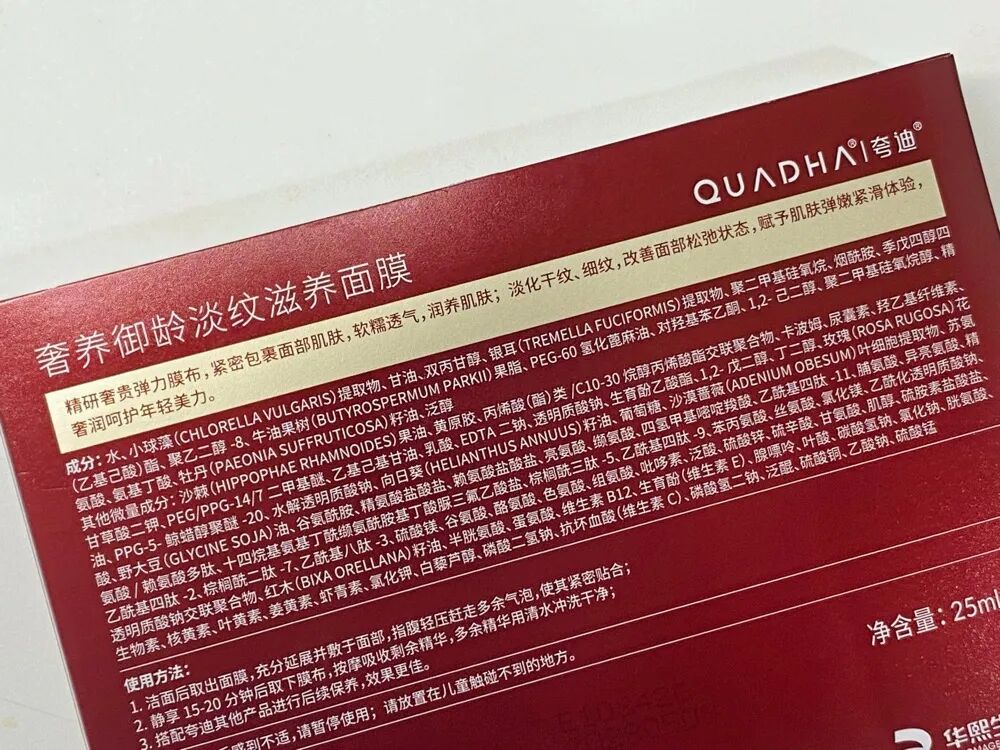 QUADHA®|夸迪®
奢养御龄淡纹滋养面膜
精研奢贵弹力膜布，紧密包裹面部肌肤，软糯透气，润养肌肤；淡化干纹、细纹，改善面部松弛状态，赋予肌肤弹嫩紧滑体验，
奢润呵护年轻美力。
成分：水、小球藻（CHLORELLA VULGARIS）提取物、甘油、双丙甘醇、银耳（TREMELLA FUCIFORMIS）提取物、聚二甲基硅氧烷、烟酰胺、季戊四醇四
（乙基己酸）酯、聚乙二醇 -8、牛油果树（BUTYROSPERMUM PARKII）果脂、PEG-60 氢化蓖麻油、对羟基苯乙酮、1,2- 己二醇、聚二甲基硅氧烷醇、精
氨酸、氨基丁酸、牡丹（PAEONIA SUFFRUTICOSA）籽油、泛醇
其他微量成分：沙棘（HIPPOPHAE RHAMNOIDES）果油、黄原胶、丙烯酸（酯）类 /C10-30 烷醇丙烯酸酯交联聚合物、卡波姆、尿囊素、羟乙基纤维素、
甘草酸二钾、PEG/PPG-14/7 二甲基醚、乙基己基甘油、乳酸、EDTA 二钠、透明质酸钠、生育酚乙酸酯、1,2- 戊二醇、丁二醇、玫瑰（ROSA RUGOSA）花
油、PPG-5- 鲸蜡醇聚醚 -20、水解透明质酸钠、向日葵（HELIANTHUS ANNUUS）籽油、葡萄糖、沙漠蔷薇（ADENIUM OBESUM）叶细胞提取物、苏氨
酸、野大豆（GLYCINE SOJA）油、谷氨酰胺、精氨酸盐酸盐、赖氨酸盐酸盐、亮氨酸、缬氨酸、四氢甲基嘧啶羧酸、乙酰基四肽 -11、脯氨酸、异亮氨酸、精
氨酸 / 赖氨酸多肽、十四烷基氨基丁酰缬氨酰胺基丁酸脲三氟乙酸盐、棕榈酰三肽 -5、乙酰基四肽 -9、苯丙氨酸、丝氨酸、氯化镁、乙酰化透明质酸钠、
乙酰基四肽 -2、棕榈酰二肽 -7、乙酰基八肽 -3、硫酸镁、谷氨酸、酪氨酸、色氨酸、组氨酸、吡哆素、泛酸、硫酸锌、硫辛酸、甘氨酸、肌醇、硫胺素盐酸盐、
透明质酸钠交联聚合物、红木（BIXA ORELLANA）籽油、半胱氨酸、蛋氨酸、维生素 B12、生育酚（维生素 E）、腺嘌呤、叶酸、碳酸氢钠、氯化钠、胱氨酸、
生物素、核黄素、叶黄素、姜黄素、虾青素、氯化钾、白藜芦醇、磷酸二氢钠、抗坏血酸（维生素 C）、磷酸氢二钠、泛醌、硫酸铜、乙酸钠、硫酸锰
使用方法：
1. 洁面后取出面膜，充分延展并敷于面部，指腹轻压赶走多余气泡，使其紧密贴合；
2. 静享 15-20 分钟后取下膜布，按摩吸收剩余精华，多余精华用清水冲洗干净；
3. 搭配夸迪其他产品进行后续保养，效果更佳。
感到不适，请暂停使用；请放置在儿童触碰不到的地方。
净含量：25ml
华熙